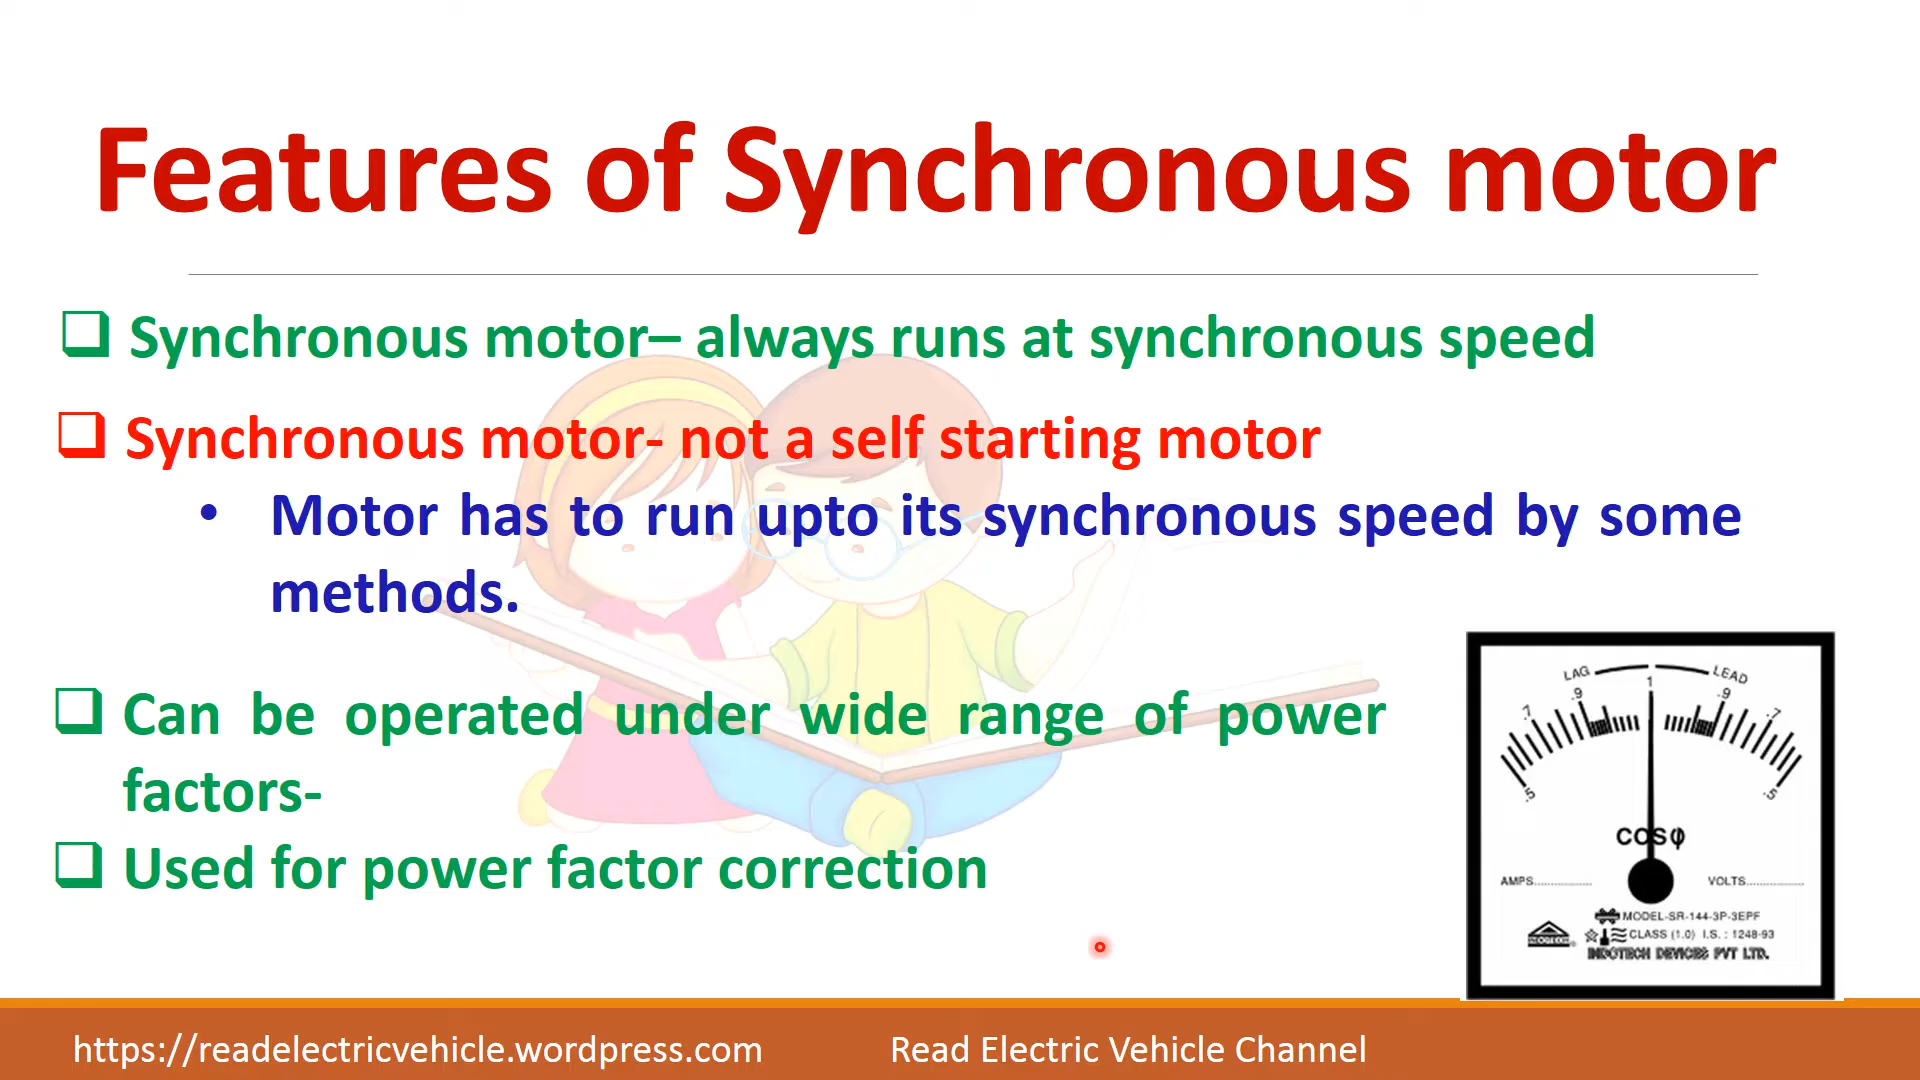 Features of Synchronous motor
Synchronous motor– always runs at synchronous speed
Synchronous motor- not a self starting motor
• Motor has to run upto its synchronous speed by some
methods.
Can be operated under wide range of power
factors-
Used for power factor correction
LAG LEAD
.5 .7 .9 1 .9 .7 .5
COSφ
AMPS............... VOLTS...............
MODEL-SR-144-3P-3EPF
CLASS (1.0) I.S. : 1248-93
INDOTECH DEVICES PVT LTD.
https://readelectricvehicle.wordpress.com
Read Electric Vehicle Channel